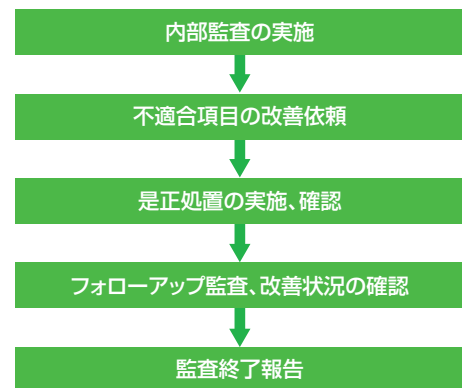 内部監査の実施
不適合項目の改善依頼
是正処置の実施、確認
フォローアップ監査、改善状況の確認
監査終了報告